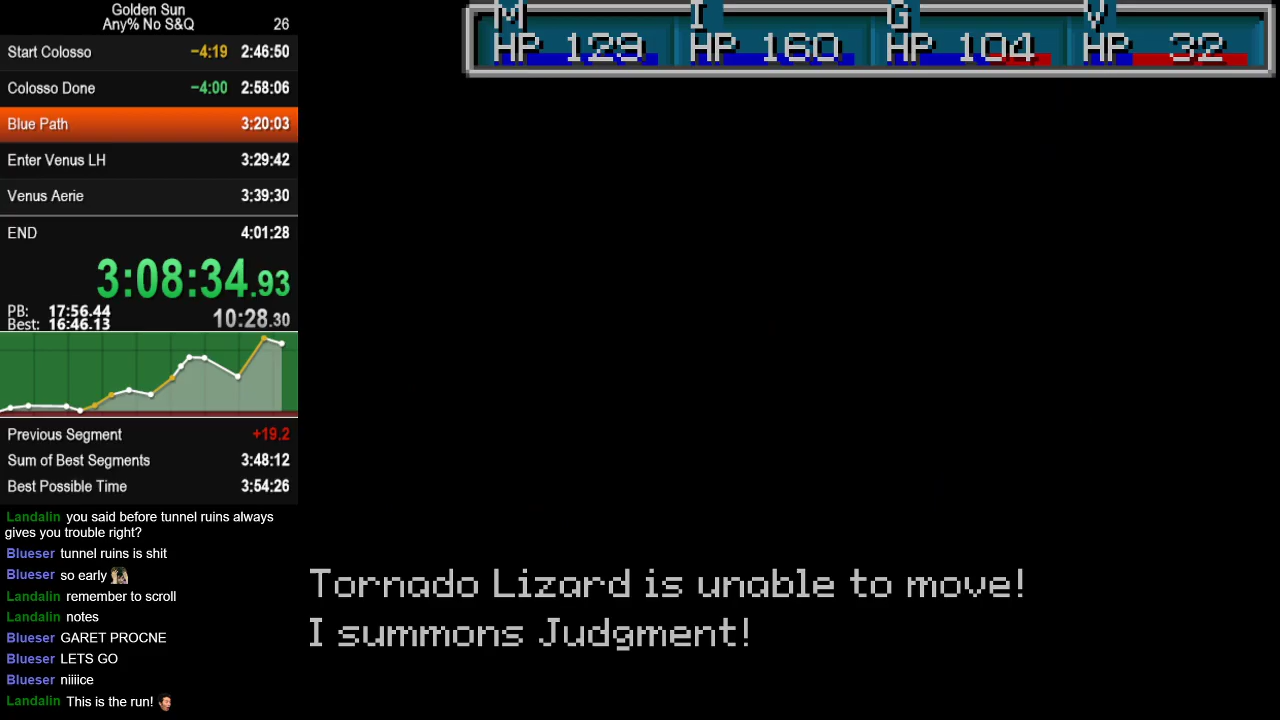 Golden Sun
Any% No S&Q 26
Start Colosso −4:19 2:46:50
Colosso Done −4:00 2:58:06
Blue Path 3:20:03
Enter Venus LH 3:29:42
Venus Aerie 3:39:30
END 4:01:28
3:08:34.93
PB: 17:56.44
Best: 16:46.13
10:28.30
Previous Segment +19.2
Sum of Best Segments 3:48:12
Best Possible Time 3:54:26
Landalin you said before tunnel ruins always
gives you trouble right?
Blueser tunnel ruins is shit
Blueser so early
Landalin remember to scroll
Landalin notes
Blueser GARET PROCNE
Blueser LETS GO
Blueser niiiice
Landalin This is the run!
M I G V
HP 129 HP 160 HP 104 HP 32
Tornado Lizard is unable to move!
I summons Judgment!